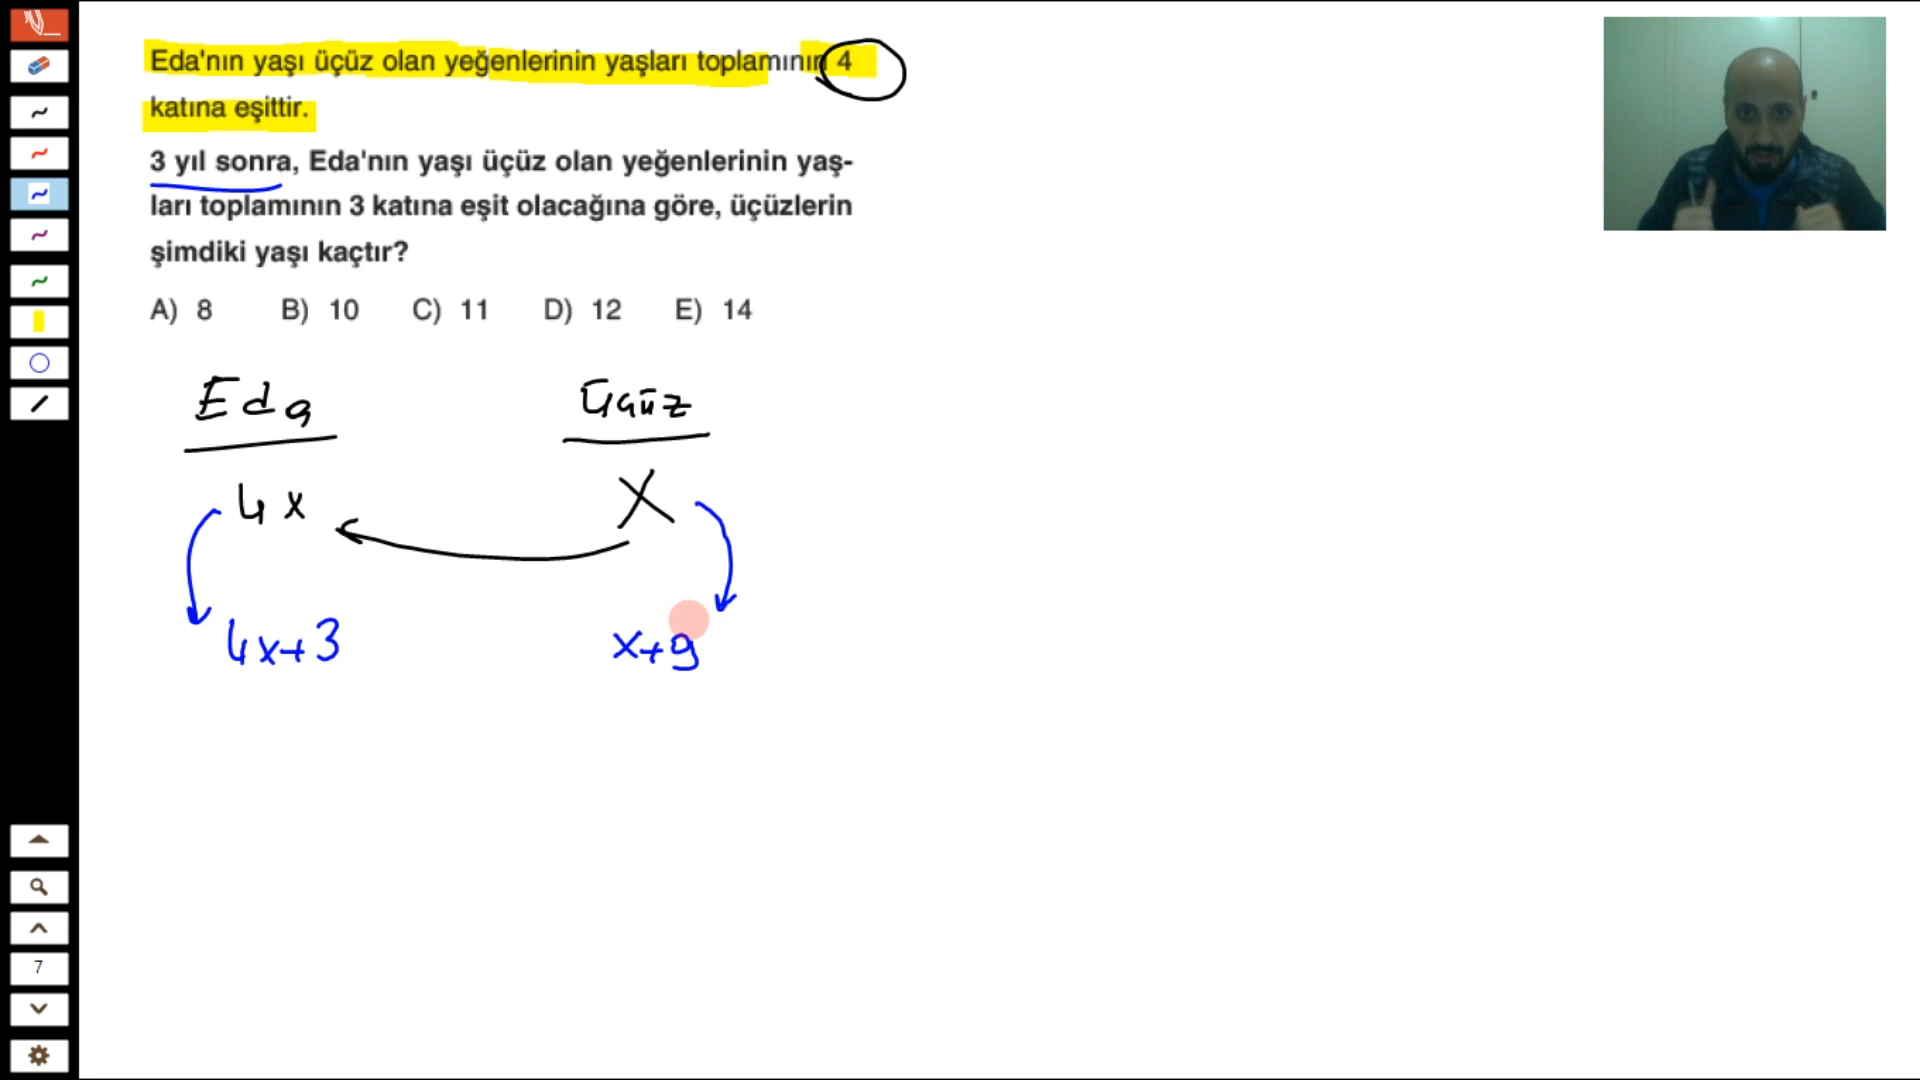 Eda'nın yaşı üçüz olan yeğenlerinin yaşları toplamının 4
katına eşittir.
3 yıl sonra, Eda'nın yaşı üçüz olan yeğenlerinin yaş-
ları toplamının 3 katına eşit olacağına göre, üçüzlerin
şimdiki yaşı kaçtır?
A) 8 B) 10 C) 11 D) 12 E) 14
Eda Üçüz
4x x
4x+3 x+9
7